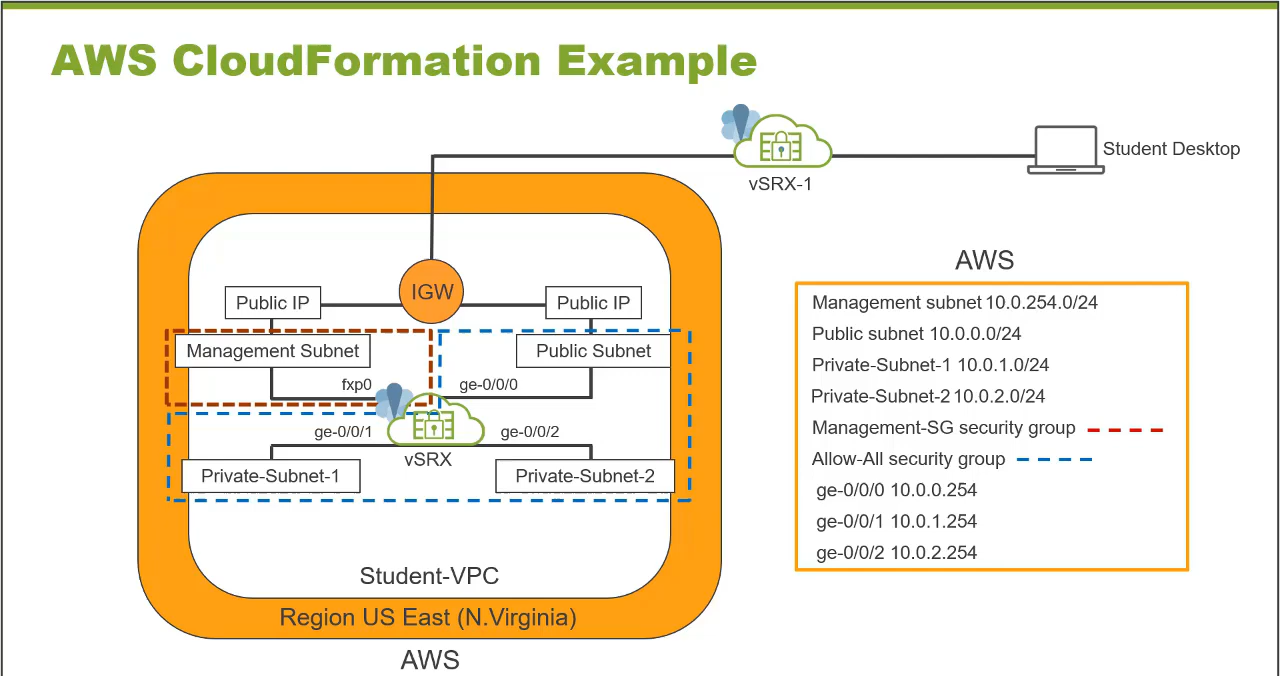 AWS CloudFormation Example
Student Desktop
vSRX-1
AWS
IGW
Public IP
Public IP
Management Subnet
Public Subnet
fxp0
ge-0/0/0
ge-0/0/1
ge-0/0/2
vSRX
Private-Subnet-1
Private-Subnet-2
Student-VPC
Region US East (N.Virginia)
AWS
Management subnet 10.0.254.0/24
Public subnet 10.0.0.0/24
Private-Subnet-1 10.0.1.0/24
Private-Subnet-2 10.0.2.0/24
Management-SG security group
Allow-All security group
ge-0/0/0 10.0.0.254
ge-0/0/1 10.0.1.254
ge-0/0/2 10.0.2.254